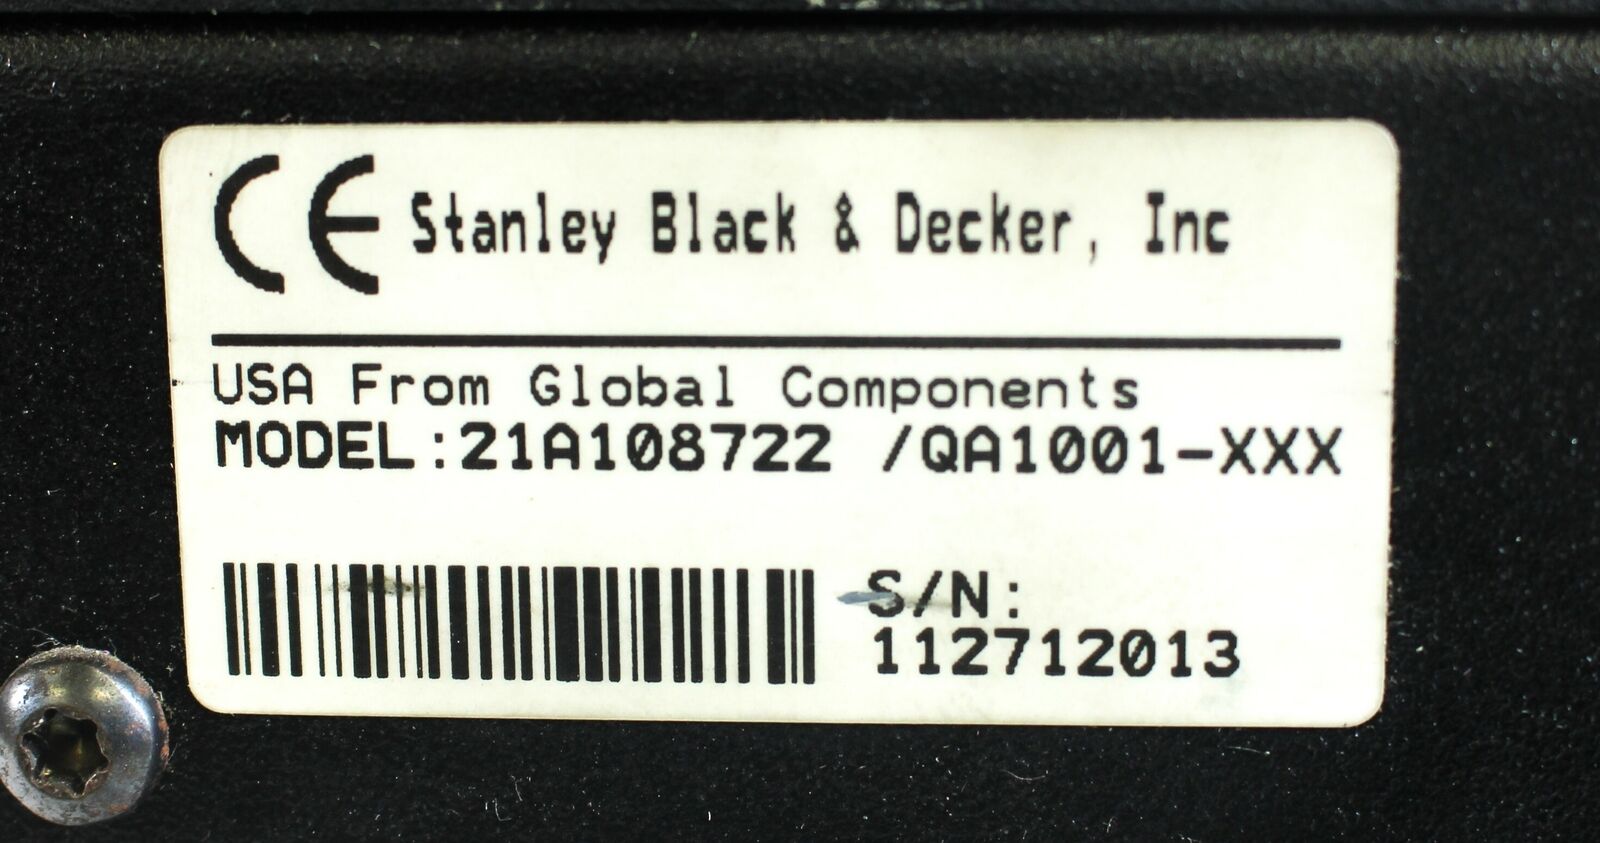 CE Stanley Black & Decker, Inc
USA From Global Components
MODEL:21A108722 /QA1001-XXX
S/N:
112712013